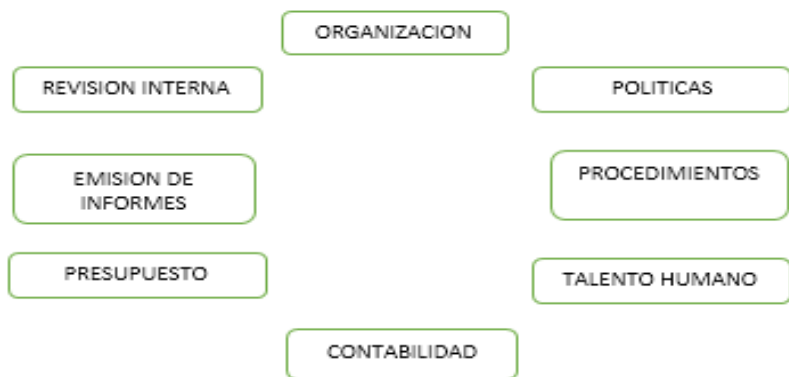 ORGANIZACION
REVISION INTERNA
POLITICAS
EMISION DE
INFORMES
PROCEDIMIENTOS
PRESUPUESTO
TALENTO HUMANO
CONTABILIDAD